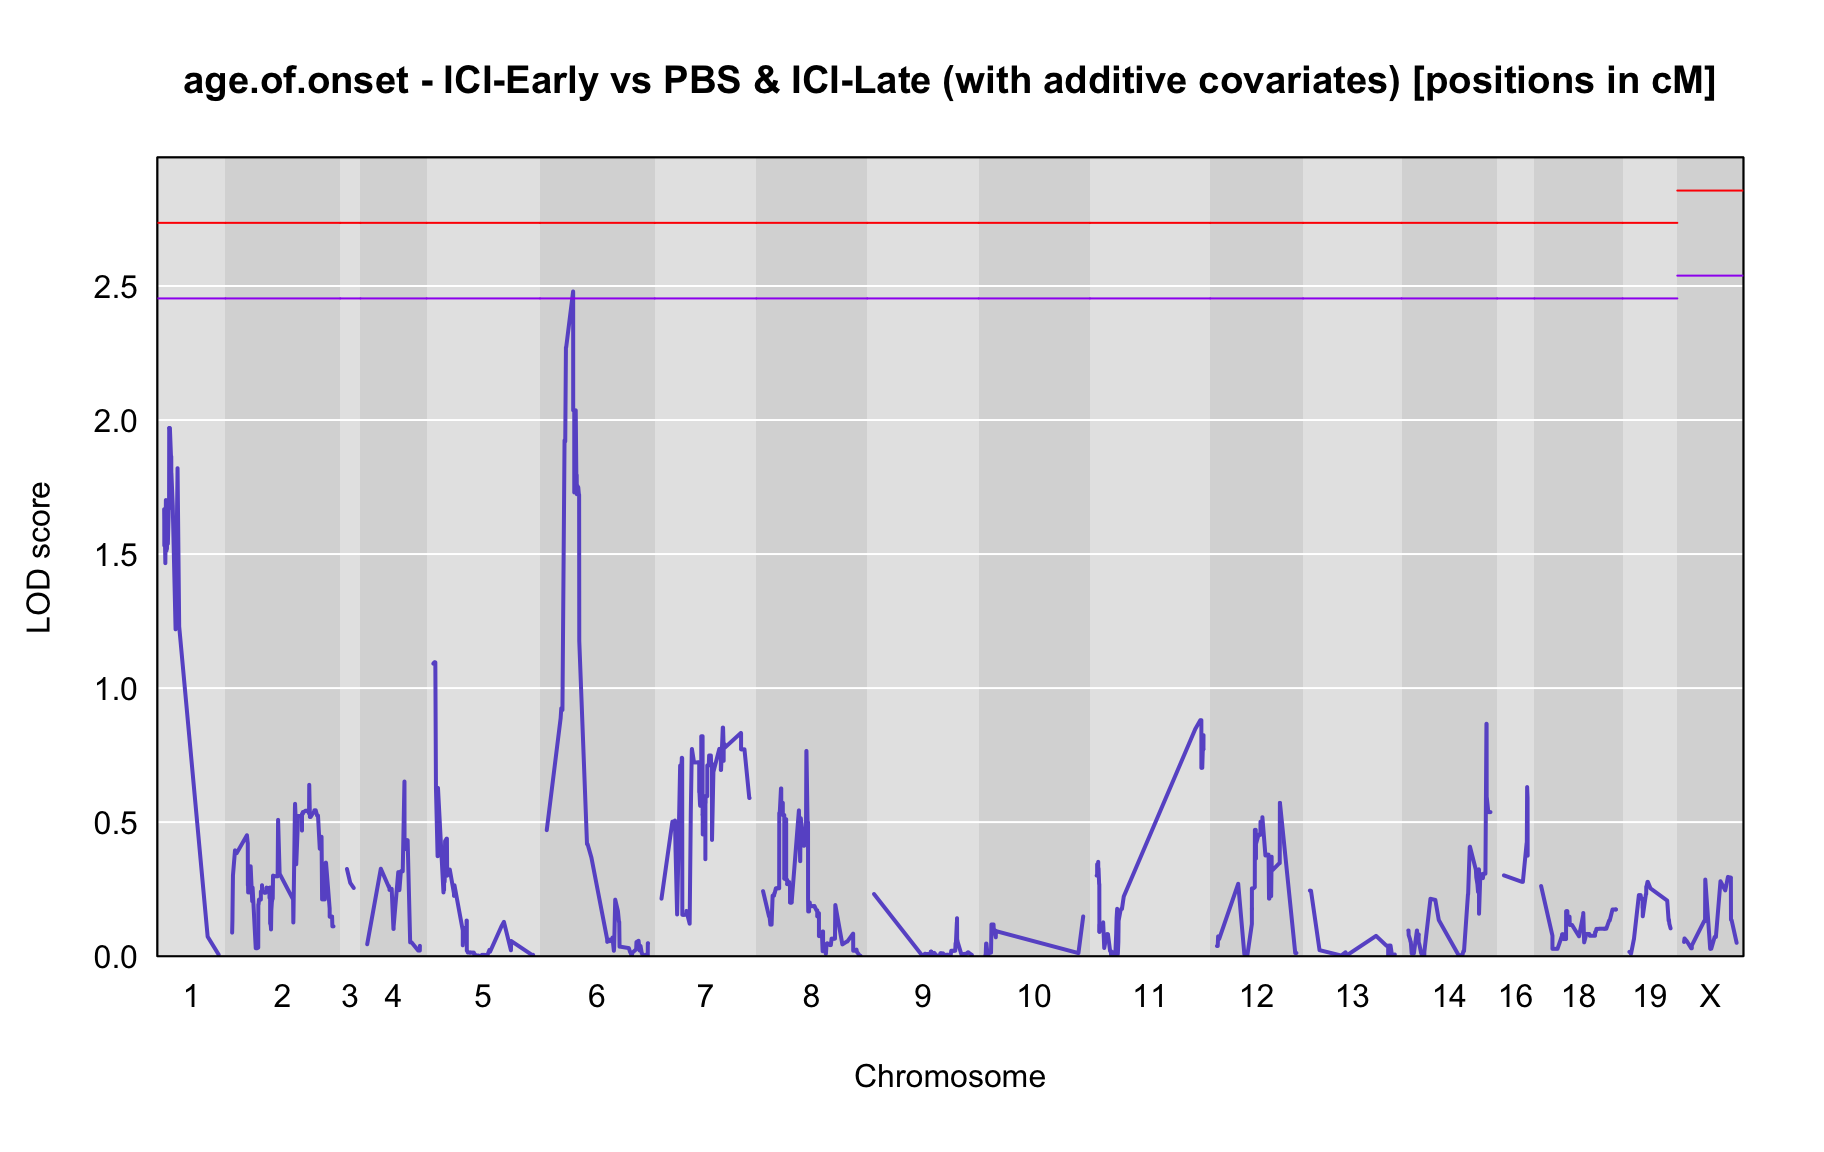 age.of.onset - ICI-Early vs PBS & ICI-Late (with additive covariates) [positions in cM]
2.5
2.0
1.5
1.0
0.5
0.0
LOD score
1 2 3 4 5 6 7 8 9 10 11 12 13 14 16 18 19 X
Chromosome